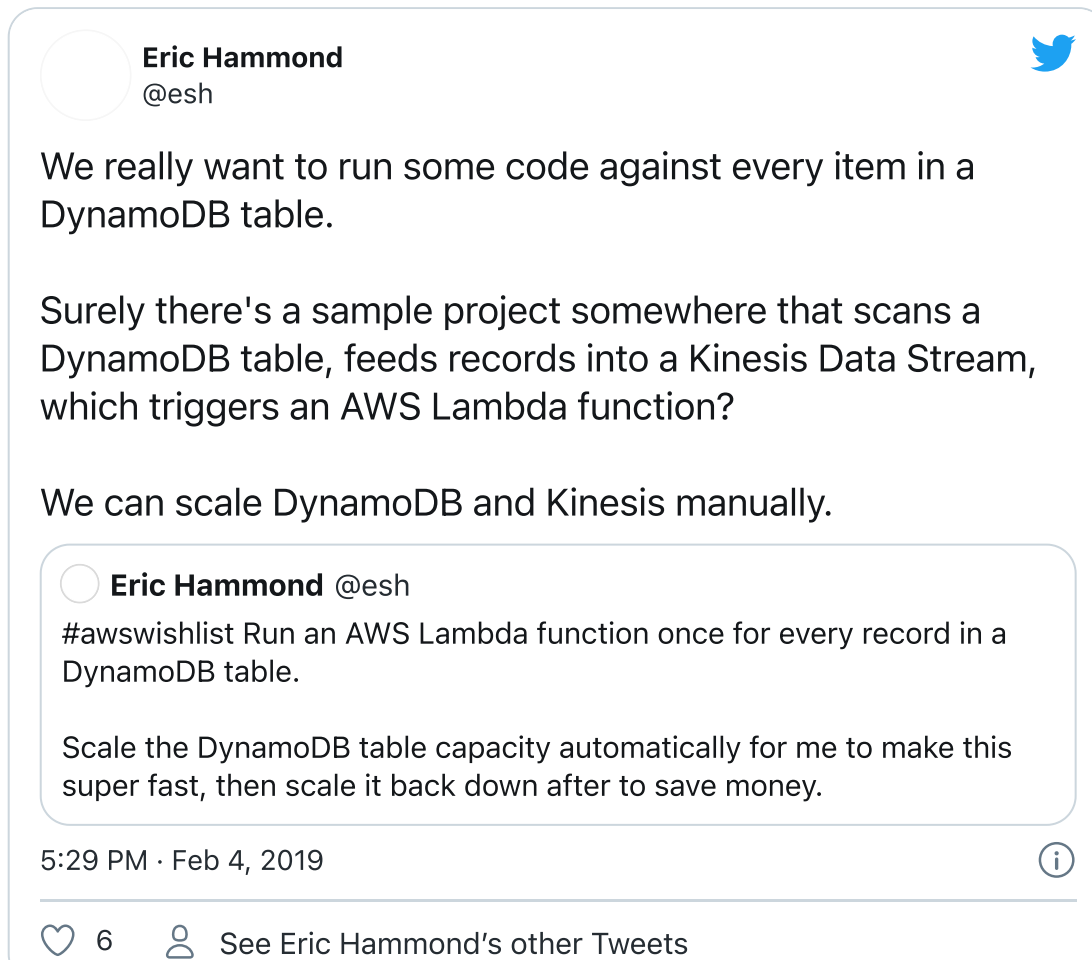 Eric Hammond
@esh
We really want to run some code against every item in a
DynamoDB table.
Surely there's a sample project somewhere that scans a
DynamoDB table, feeds records into a Kinesis Data Stream,
which triggers an AWS Lambda function?
We can scale DynamoDB and Kinesis manually.
Eric Hammond @esh
#awswishlist Run an AWS Lambda function once for every record in a
DynamoDB table.
Scale the DynamoDB table capacity automatically for me to make this
super fast, then scale it back down after to save money.
5:29 PM · Feb 4, 2019
6 See Eric Hammond’s other Tweets